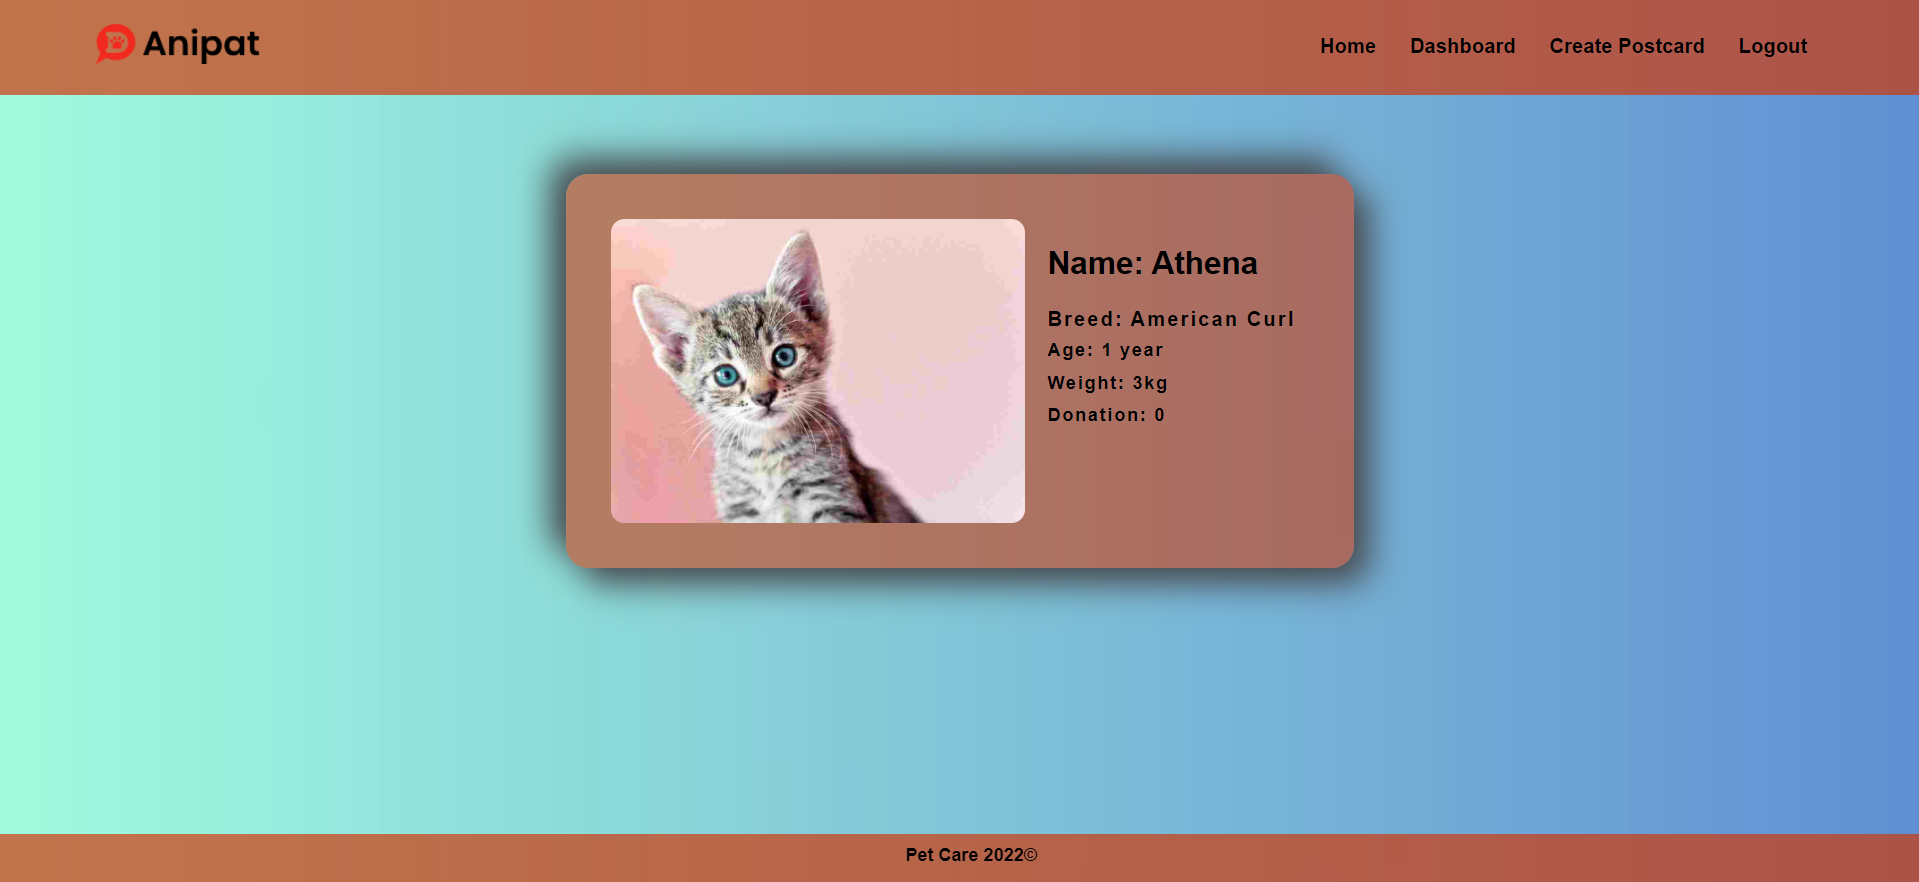 Anipat
Home Dashboard Create Postcard Logout
Name: Athena
Breed: American Curl
Age: 1 year
Weight: 3kg
Donation: 0
Pet Care 2022©